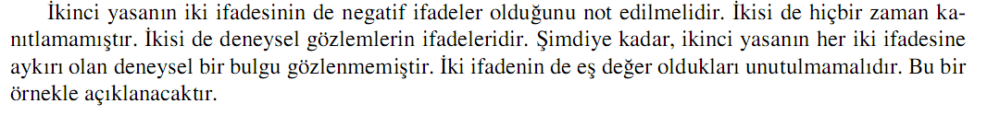 İkinci yasanın iki ifadesinin de negatif ifadeler olduğunu not edilmelidir. İkisi de hiçbir zaman ka-
nıtlamamıştır. İkisi de deneysel gözlemlerin ifadeleridir. Şimdiye kadar, ikinci yasanın her iki ifadesine
aykırı olan deneysel bir bulgu gözlenmemiştir. İki ifadenin de eş değer oldukları unutulmamalıdır. Bu bir
örnekle açıklanacaktır.